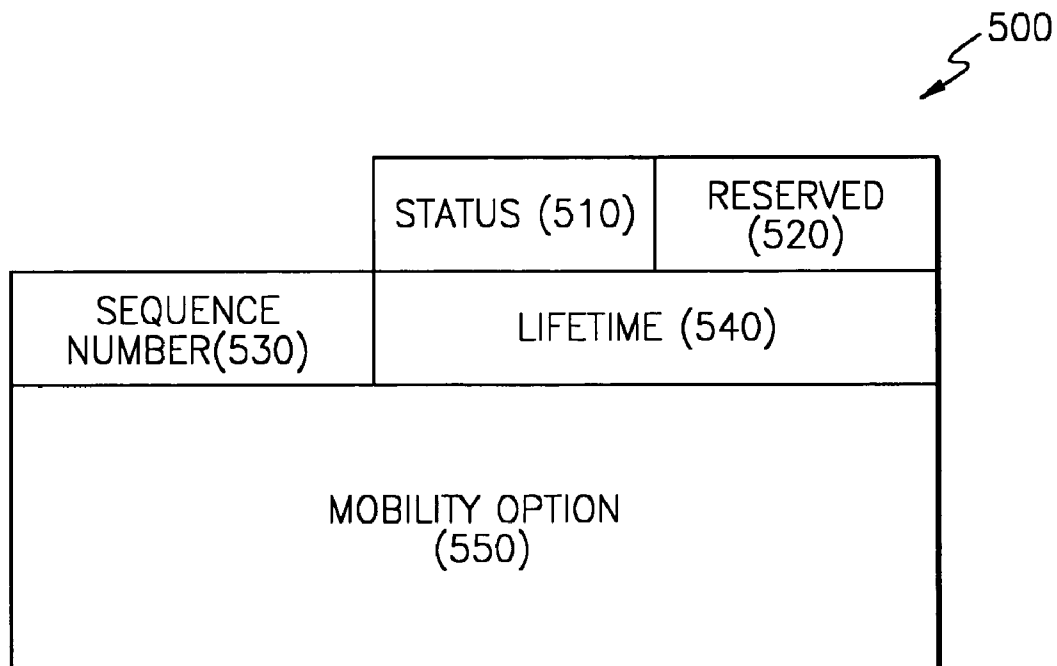 500
STATUS (510)
RESERVED
(520)
SEQUENCE
NUMBER(530)
LIFETIME (540)
MOBILITY OPTION
(550)